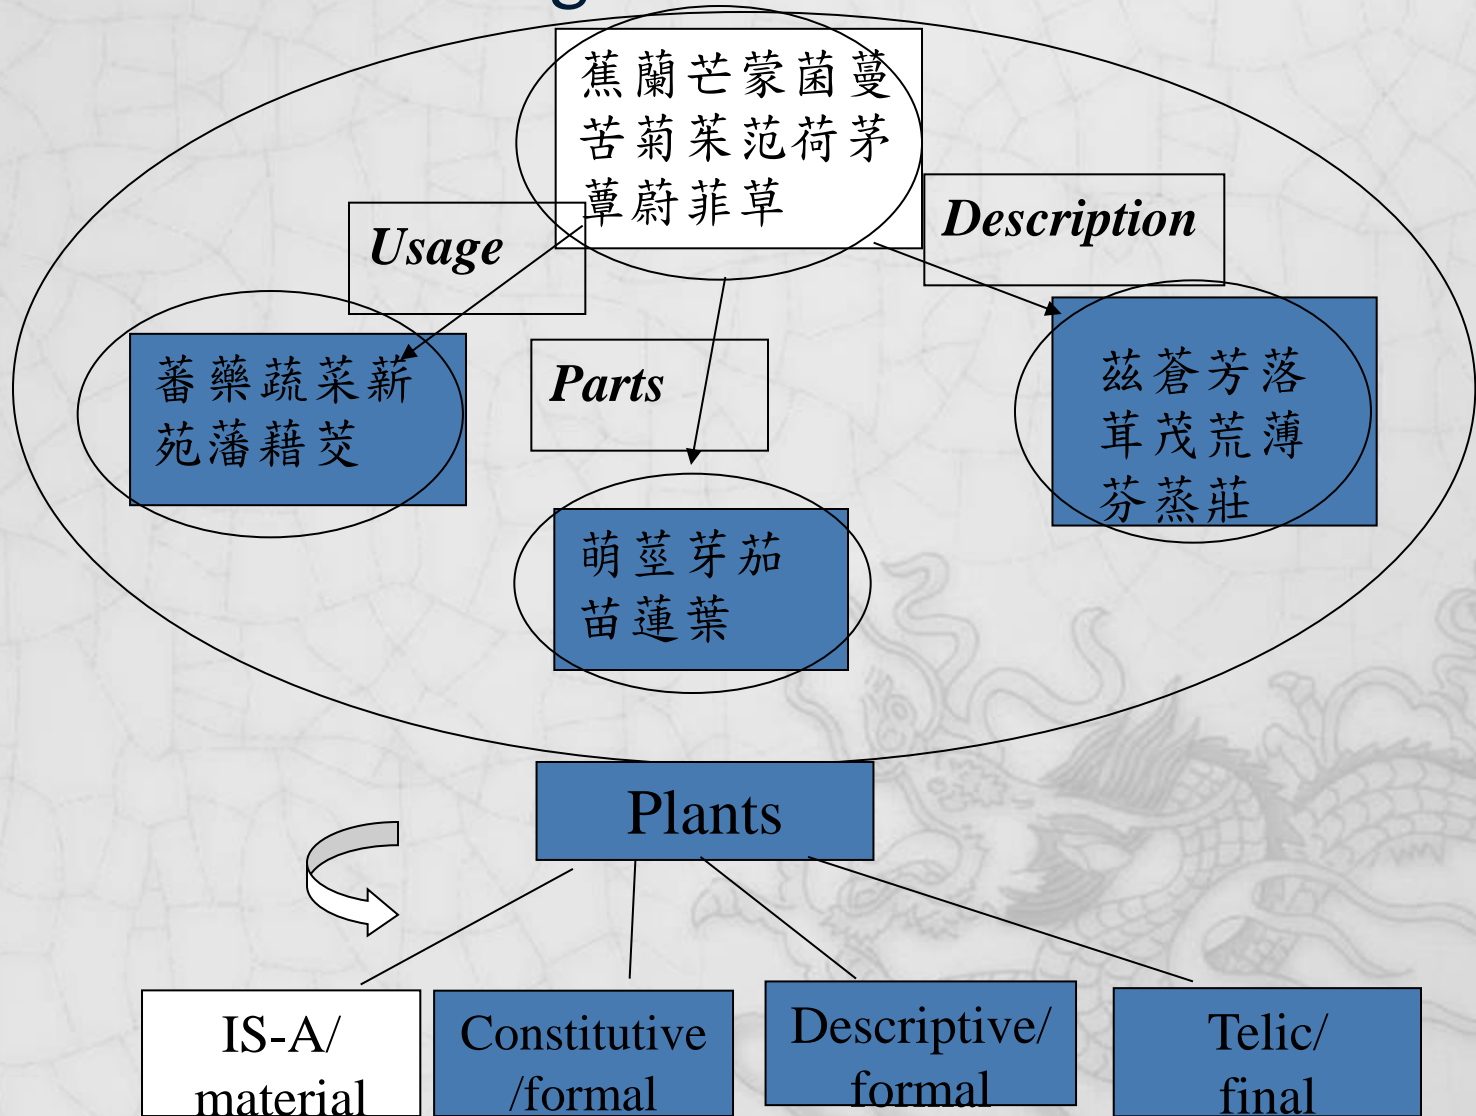 蕉蘭芒蒙菌蔓
苦菊茱范荷茅
蕈蔚菲草
Usage
Description
蕃藥蔬菜薪
苑藩藉茭
Parts
茲蒼芳落
茸茂荒薄
芬蒸莊
萌莖芽茄
苗蓮葉
Plants
IS-A/
material
Constitutive
/formal
Descriptive/
formal
Telic/
final